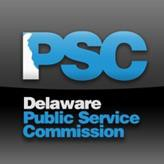 PSC
Delaware
Public Service
Commission